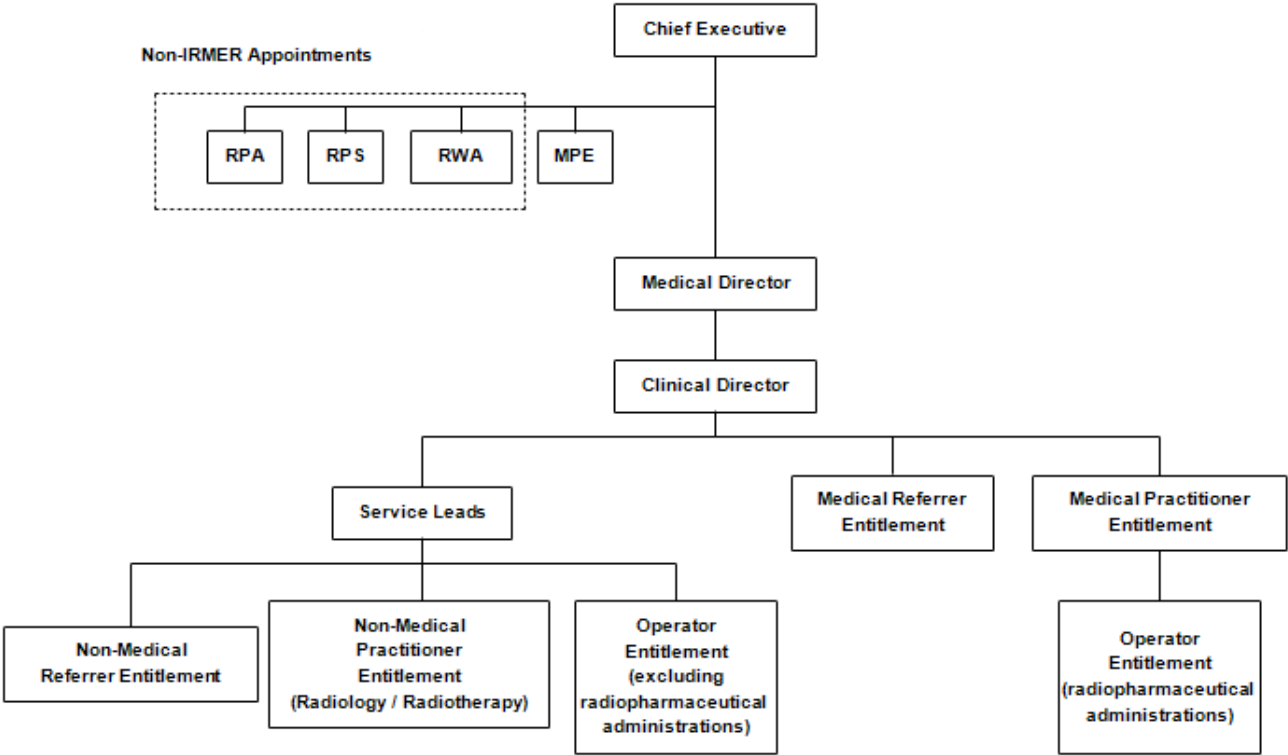 Chief Executive
Non-IRMER Appointments
RPA
RPS
RWA
MPE
Medical Director
Clinical Director
Service Leads
Medical Referrer
Entitlement
Medical Practitioner
Entitlement
Non-Medical
Referrer Entitlement
Non-Medical
Practitioner
Entitlement
(Radiology / Radiotherapy)
Operator
Entitlement
(excluding
radiopharmaceutical
administrations)
Operator
Entitlement
(radiopharmaceutical
administrations)